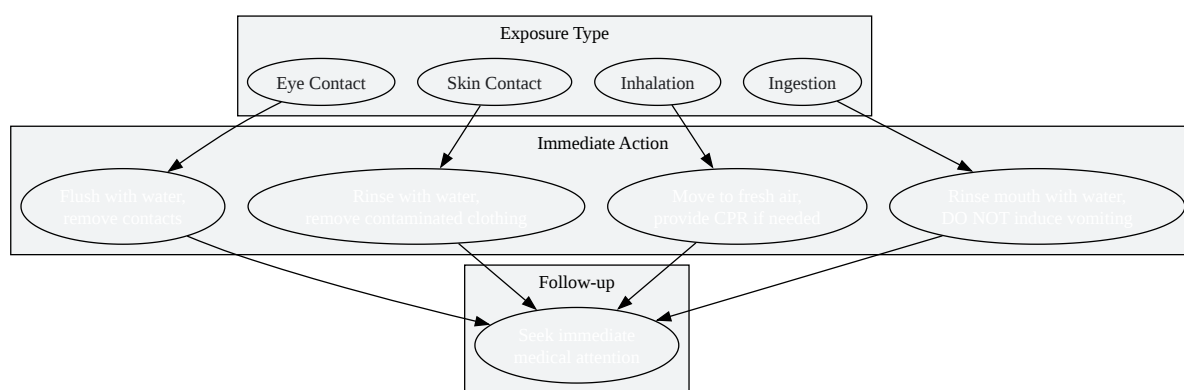 Exposure Type
Eye Contact
Skin Contact
Inhalation
Ingestion
Immediate Action
Flush with water,
remove contacts
Rinse with water,
remove contaminated clothing
Move to fresh air,
provide CPR if needed
Rinse mouth with water,
DO NOT induce vomiting
Follow-up
Seek immediate
medical attention